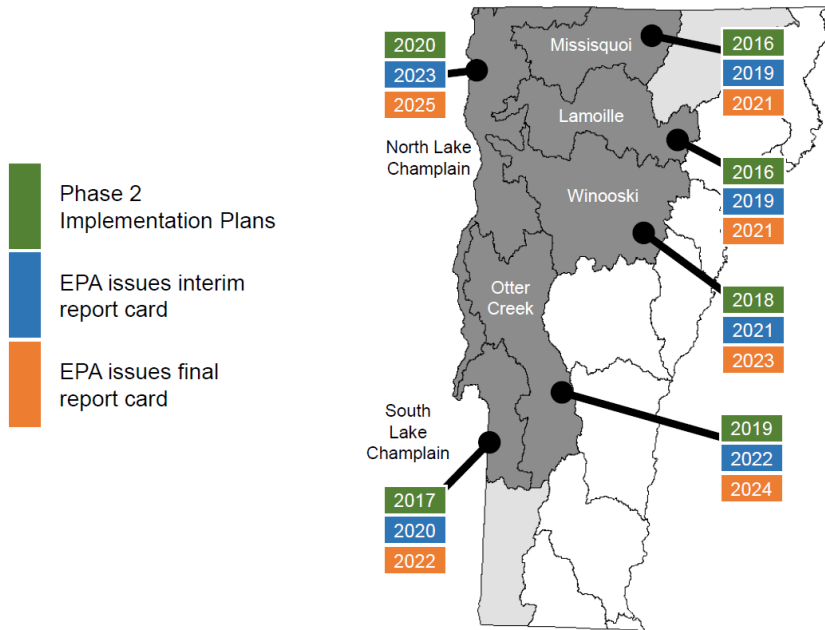 2020
2023
2025
Missisquoi
2016
2019
2021
Lamoille
North Lake
Champlain
2016
2019
2021
Phase 2
Implementation Plans
EPA issues interim
report card
EPA issues final
report card
Winooski
2018
2021
2023
Otter
Creek
South
Lake
Champlain
2019
2022
2024
2017
2020
2022